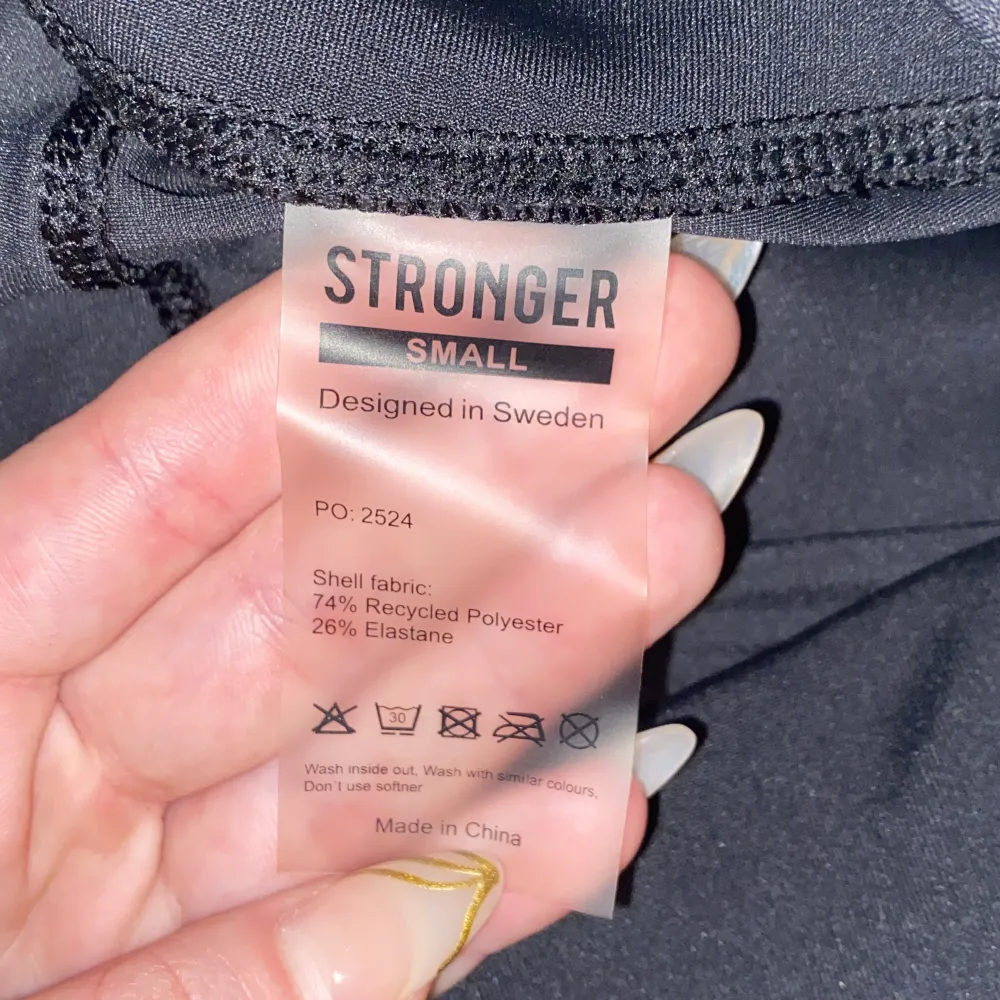 STRONGER
SMALL
Designed in Sweden
PO: 2524
Shell fabric:
74% Recycled Polyester
26% Elastane
30
Wash inside out. Wash with similar colours.
Don't use softner
Made in China